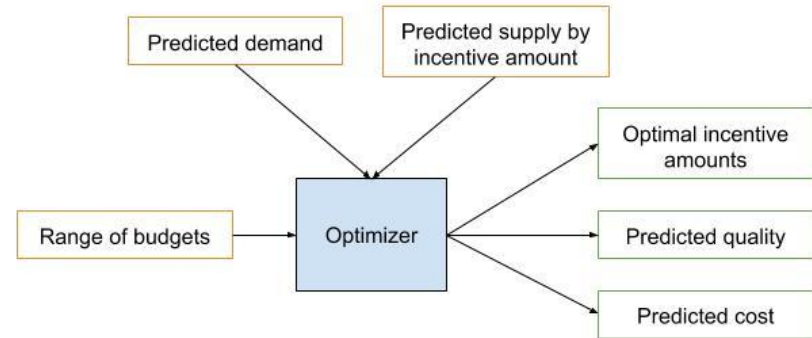 Predicted demand
Predicted supply by
incentive amount
Optimal incentive
amounts
Range of budgets
Optimizer
Predicted quality
Predicted cost